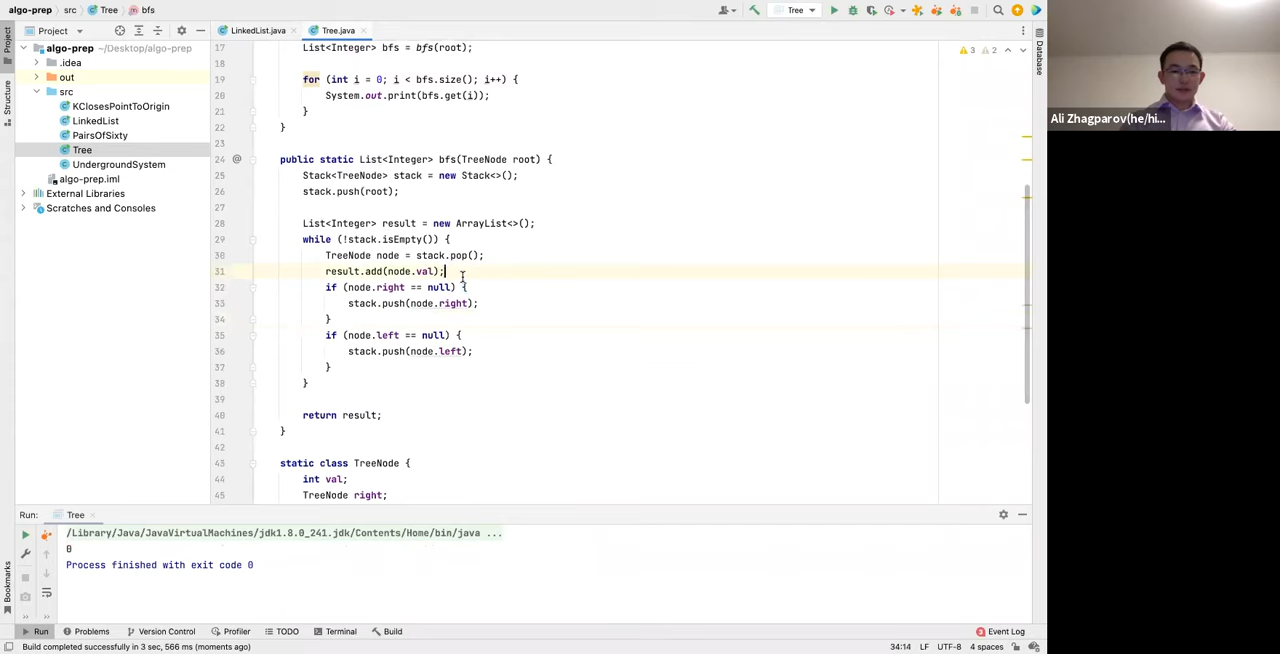 algo-prep src Tree bfs
Tree
Project
LinkedList.java
Tree.java
algo-prep ~/Desktop/algo-prep
.idea
out
src
KClosesPointToOrigin
LinkedList
PairsOfSixty
Tree
UndergroundSystem
algo-prep.iml
External Libraries
Scratches and Consoles
Project
Structure
Bookmarks
Database
3 2
17 List<Integer> bfs = bfs(root);
18
19 for (int i = 0; i < bfs.size(); i++) {
20 System.out.print(bfs.get(i));
21 }
22 }
23
24 @ public static List<Integer> bfs(TreeNode root) {
25 Stack<TreeNode> stack = new Stack<>();
26 stack.push(root);
27
28 List<Integer> result = new ArrayList<>();
29 while (!stack.isEmpty()) {
30 TreeNode node = stack.pop();
31 result.add(node.val);
32 if (node.right == null) {
33 stack.push(node.right);
34 }
35 if (node.left == null) {
36 stack.push(node.left);
37 }
38 }
39
40 return result;
41 }
42
43 static class TreeNode {
44 int val;
45 TreeNode right;
Run: Tree
/Library/Java/JavaVirtualMachines/jdk1.8.0_241.jdk/Contents/Home/bin/java ...
0
Process finished with exit code 0
Run Problems Version Control Profiler TODO Terminal Build 3 Event Log
Build completed successfully in 3 sec, 566 ms (moments ago) 34:14 LF UTF-8 4 spaces
Ali Zhagparov(he/hi...